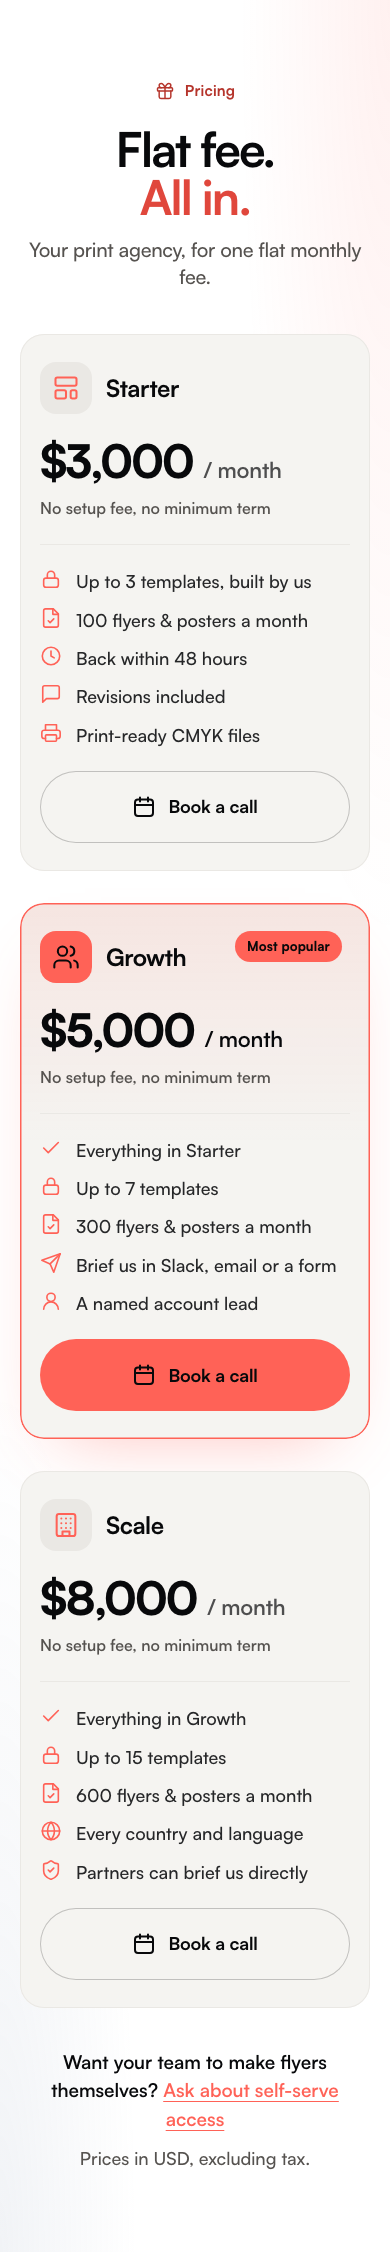 Pricing
Flat fee.
All in.
Your print agency, for one flat monthly
fee.
Starter
$3,000 / month
No setup fee, no minimum term
Up to 3 templates, built by us
100 flyers & posters a month
Back within 48 hours
Revisions included
Print-ready CMYK files
Book a call
Growth
Most popular
$5,000 / month
No setup fee, no minimum term
Everything in Starter
Up to 7 templates
300 flyers & posters a month
Brief us in Slack, email or a form
A named account lead
Book a call
Scale
$8,000 / month
No setup fee, no minimum term
Everything in Growth
Up to 15 templates
600 flyers & posters a month
Every country and language
Partners can brief us directly
Book a call
Want your team to make flyers
themselves? Ask about self-serve
access
Prices in USD, excluding tax.